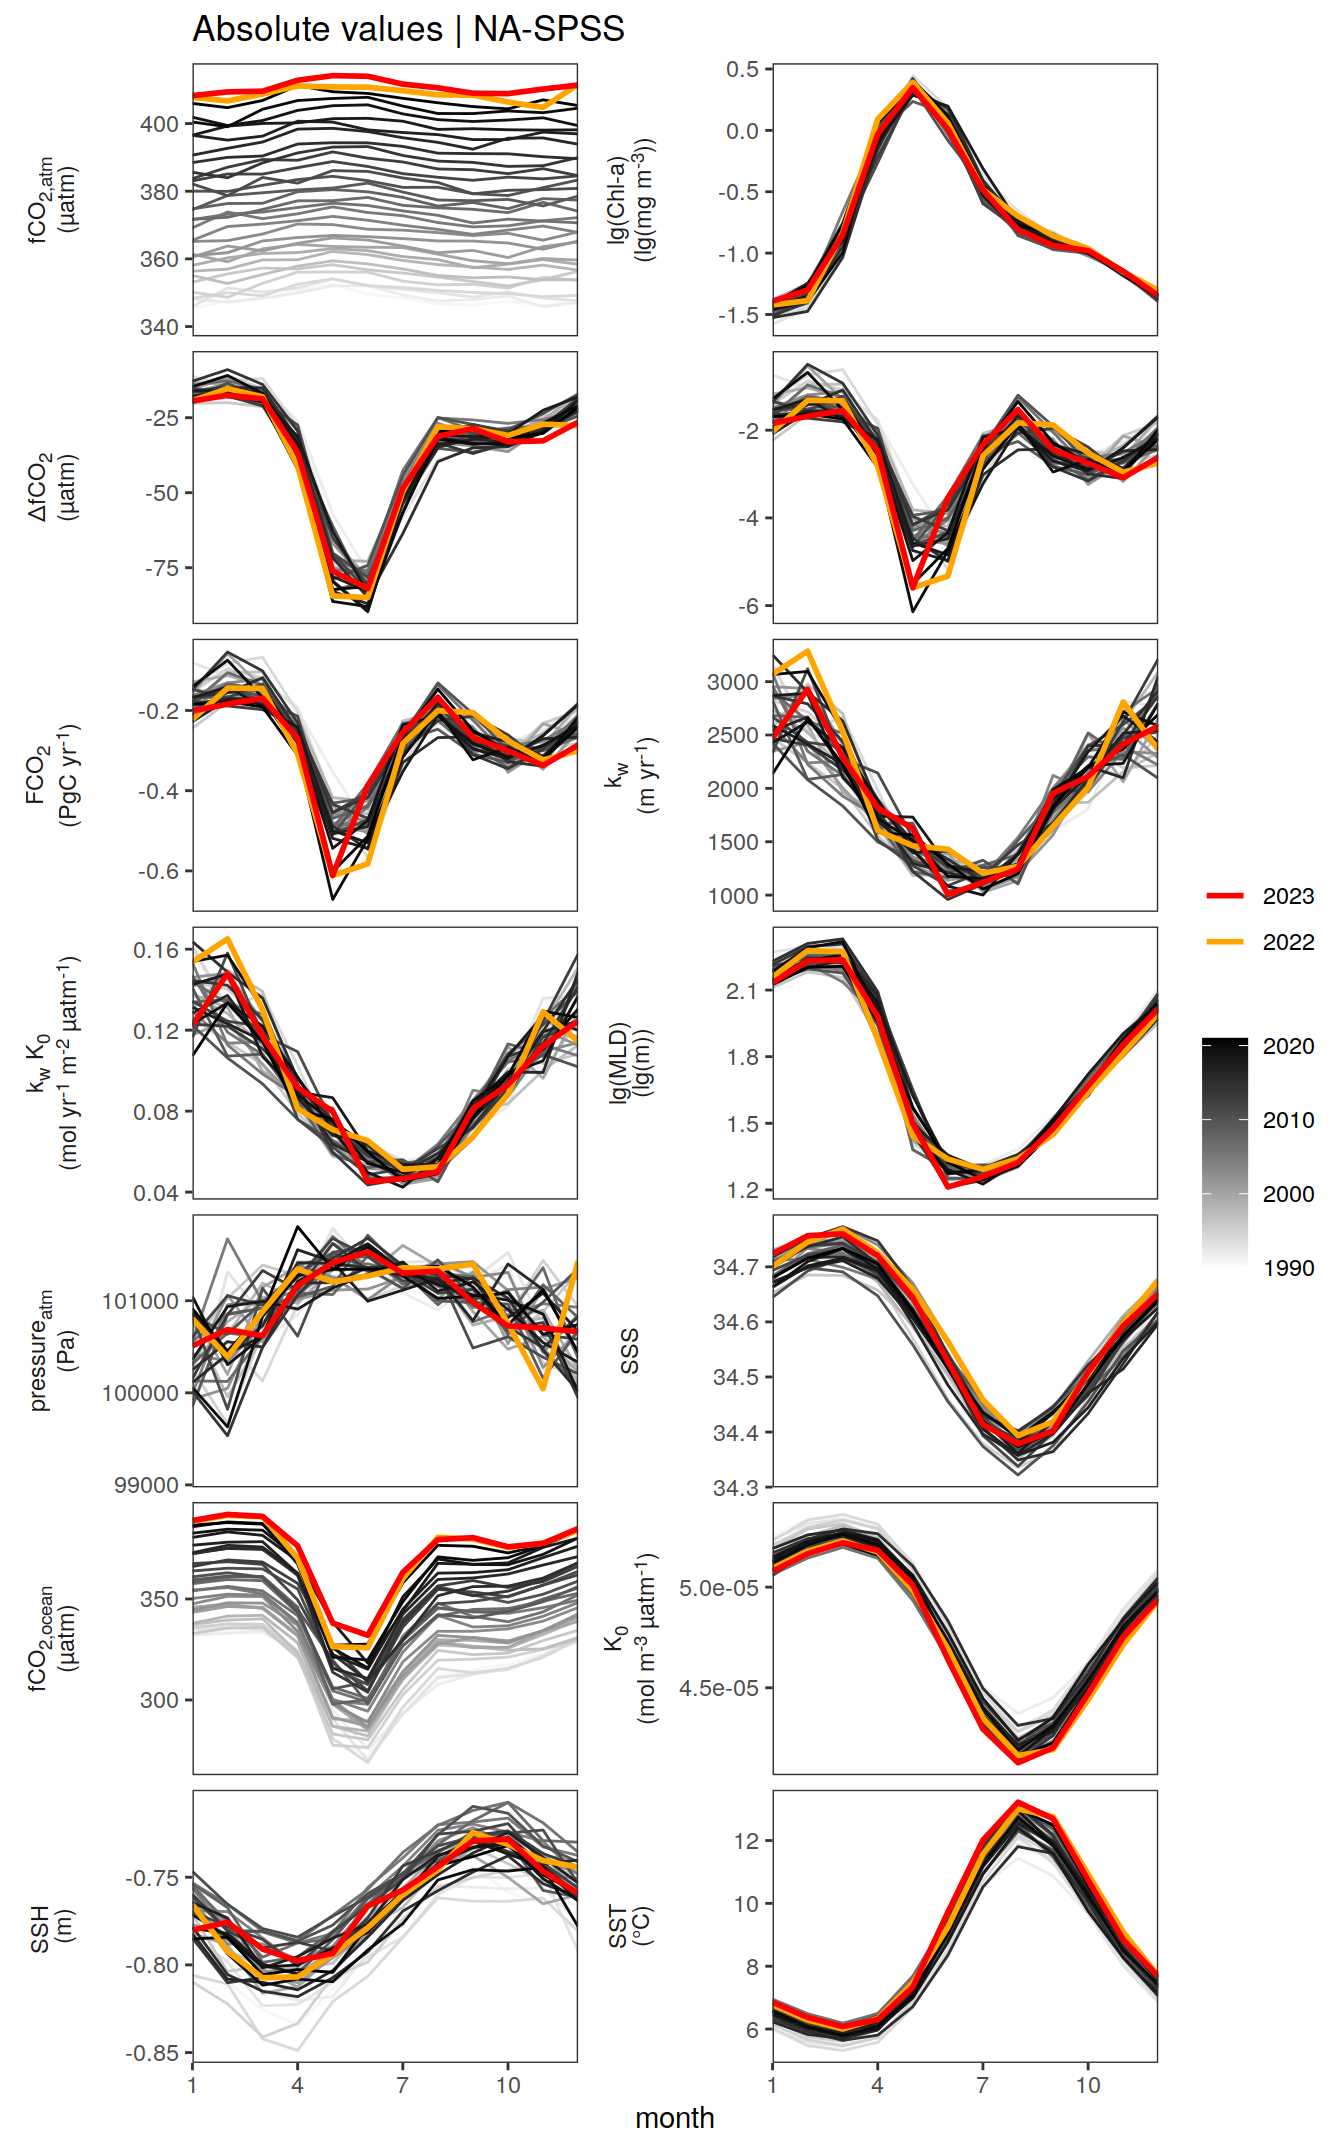 Absolute values | NA-SPSS
fCO2,atm
(µatm)
400
380
360
340
lg(Chl-a)
(lg(mg m-3))
0.5
0.0
-0.5
-1.0
-1.5
ΔfCO2
(µatm)
-25
-50
-75
-2
-4
-6
FCO2
(PgC yr-1)
-0.2
-0.4
-0.6
kw
(m yr-1)
3000
2500
2000
1500
1000
kw K0
(mol yr-1 m-2 µatm-1)
0.16
0.12
0.08
0.04
lg(MLD)
(lg(m))
2.1
1.8
1.5
1.2
pressureatm
(Pa)
101000
100000
99000
SSS
34.7
34.6
34.5
34.4
34.3
fCO2,ocean
(µatm)
350
300
K0
(mol m-3 µatm-1)
5.0e-05
4.5e-05
SSH
(m)
-0.75
-0.80
-0.85
SST
(°C)
12
10
8
6
1 4 7 10
1 4 7 10
month
2023
2022
2020
2010
2000
1990